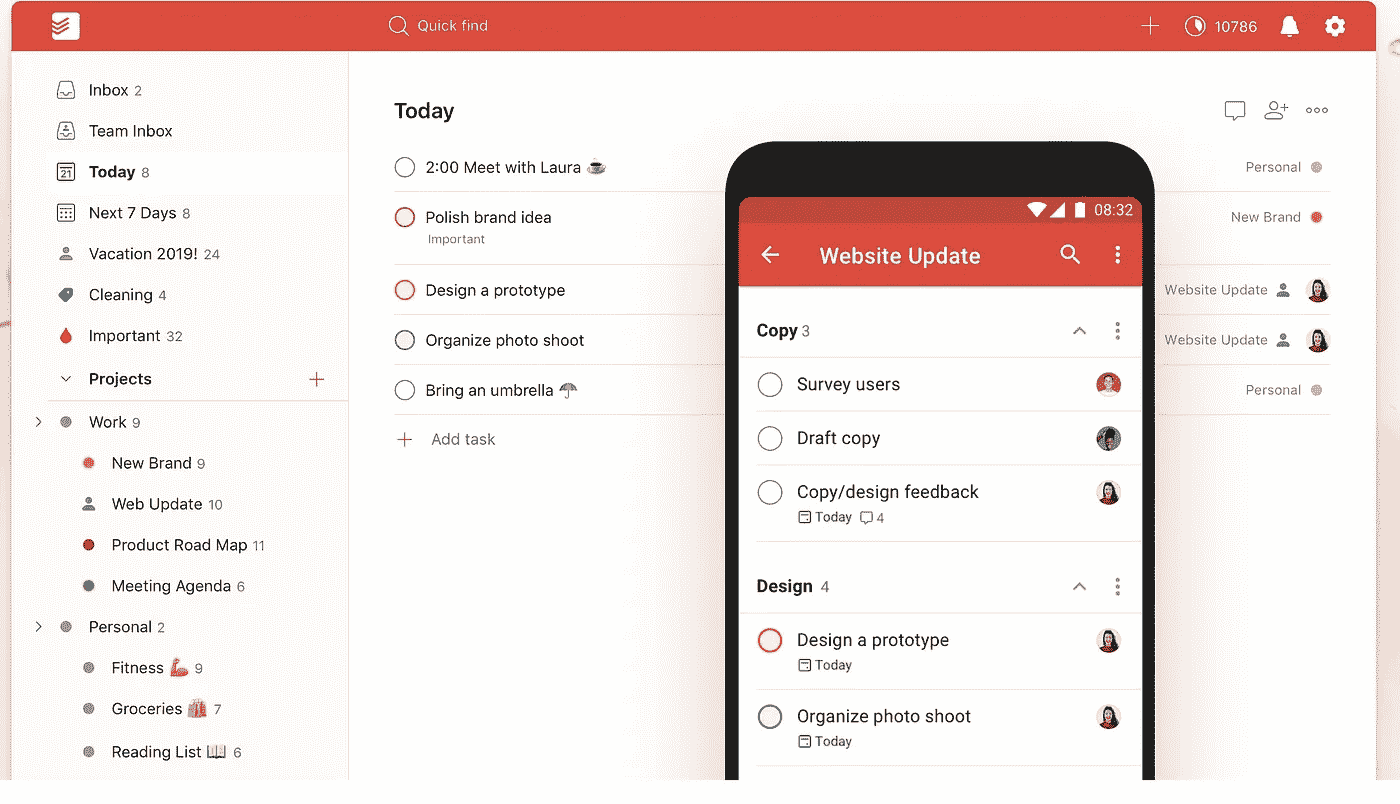 Quick find
10786
Inbox 2
Team Inbox
21 Today 8
Next 7 Days 8
Vacation 2019! 24
Cleaning 4
Important 32
Projects
Work 9
New Brand 9
Web Update 10
Product Road Map 11
Meeting Agenda 6
Personal 2
Fitness 💪 9
Groceries 🛍️ 7
Reading List 📖 6
Today
2:00 Meet with Laura ☕ Personal
Polish brand idea New Brand
Important
Design a prototype Website Update
Organize photo shoot Website Update
Bring an umbrella ☂️ Personal
Add task
08:32
Website Update
Copy 3
Survey users
Draft copy
Copy/design feedback
Today 4
Design 4
Design a prototype
Today
Organize photo shoot
Today